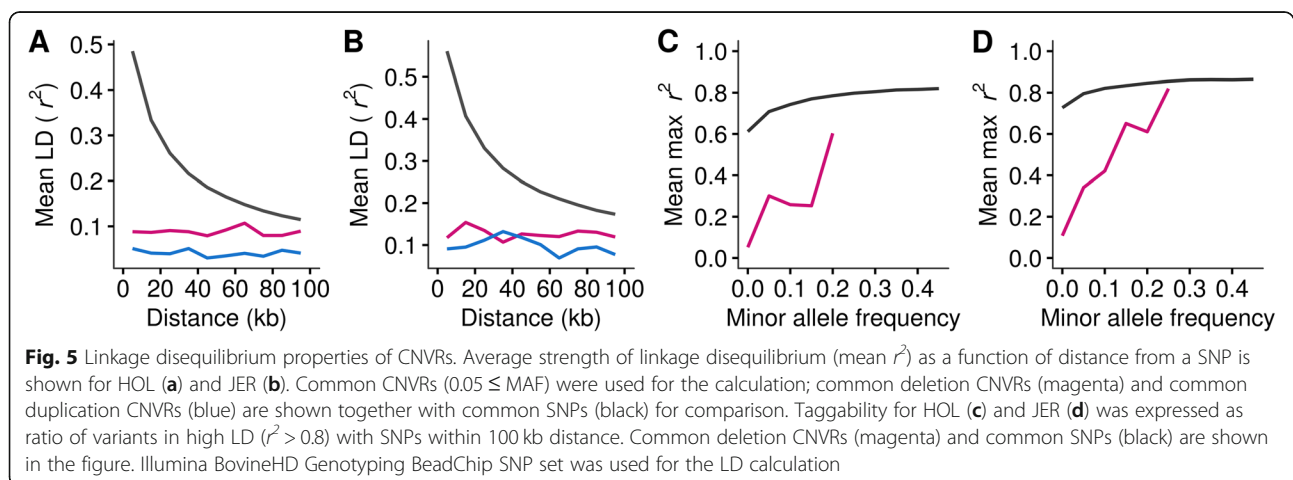 A
B
C
D
0.5
0.4
0.3
0.2
0.1
Mean LD ( r²)
0 20 40 60 80 100
Distance (kb)
0.5
0.4
0.3
0.2
0.1
Mean LD ( r²)
0 20 40 60 80 100
Distance (kb)
1.0
0.8
0.6
0.4
0.2
0.0
Mean max r²
0.0 0.1 0.2 0.3 0.4
Minor allele frequency
1.0
0.8
0.6
0.4
0.2
0.0
Mean max r²
0.0 0.1 0.2 0.3 0.4
Minor allele frequency
Fig. 5 Linkage disequilibrium properties of CNVRs. Average strength of linkage disequilibrium (mean r²) as a function of distance from a SNP is
shown for HOL (a) and JER (b). Common CNVRs (0.05 ≤ MAF) were used for the calculation; common deletion CNVRs (magenta) and common
duplication CNVRs (blue) are shown together with common SNPs (black) for comparison. Taggability for HOL (c) and JER (d) was expressed as
ratio of variants in high LD (r² > 0.8) with SNPs within 100 kb distance. Common deletion CNVRs (magenta) and common SNPs (black) are shown
in the figure. Illumina BovineHD Genotyping BeadChip SNP set was used for the LD calculation